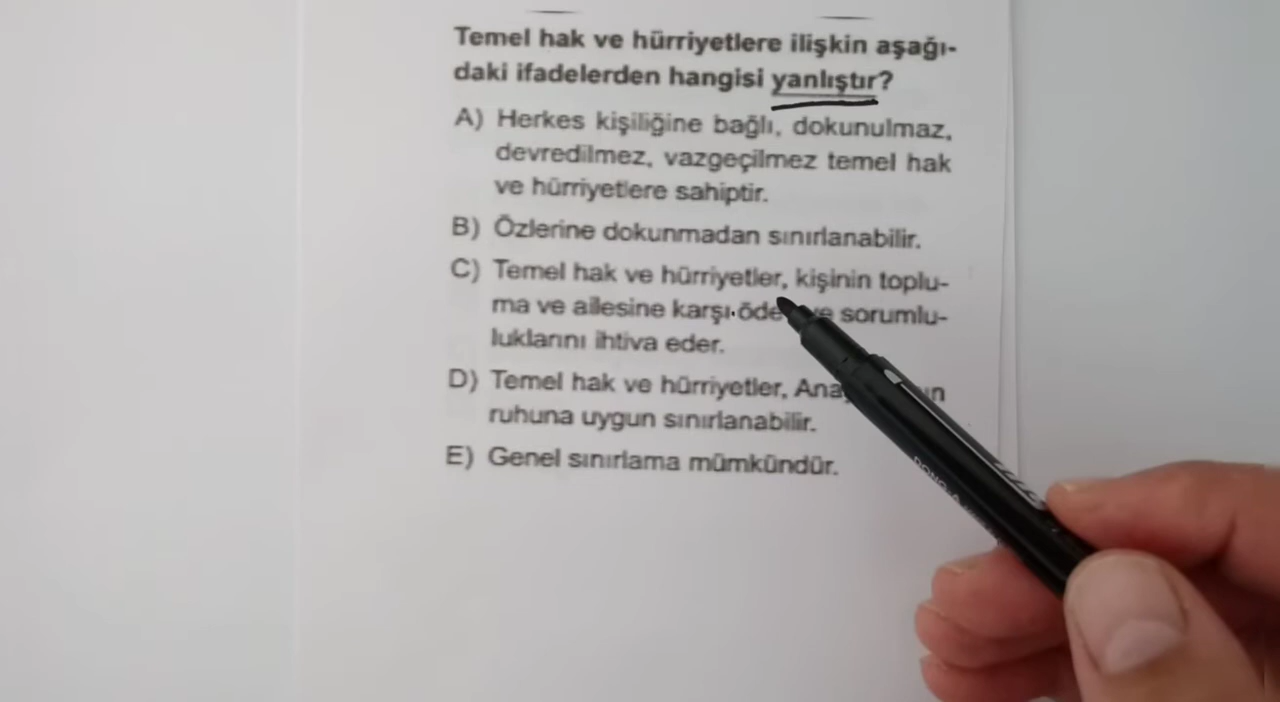 Temel hak ve hürriyetlere ilişkin aşağı-
daki ifadelerden hangisi yanlıştır?
A) Herkes kişiliğine bağlı, dokunulmaz,
devredilmez, vazgeçilmez temel hak
ve hürriyetlere sahiptir.
B) Özlerine dokunmadan sınırlanabilir.
C) Temel hak ve hürriyetler, kişinin toplu-
ma ve ailesine karşı ve sorumlu-
luklarını ihtiva eder.
D) Temel hak ve hürriyetler,
ruhuna uygun sınırlanabilir.
E) Genel sınırlama mümkündür.